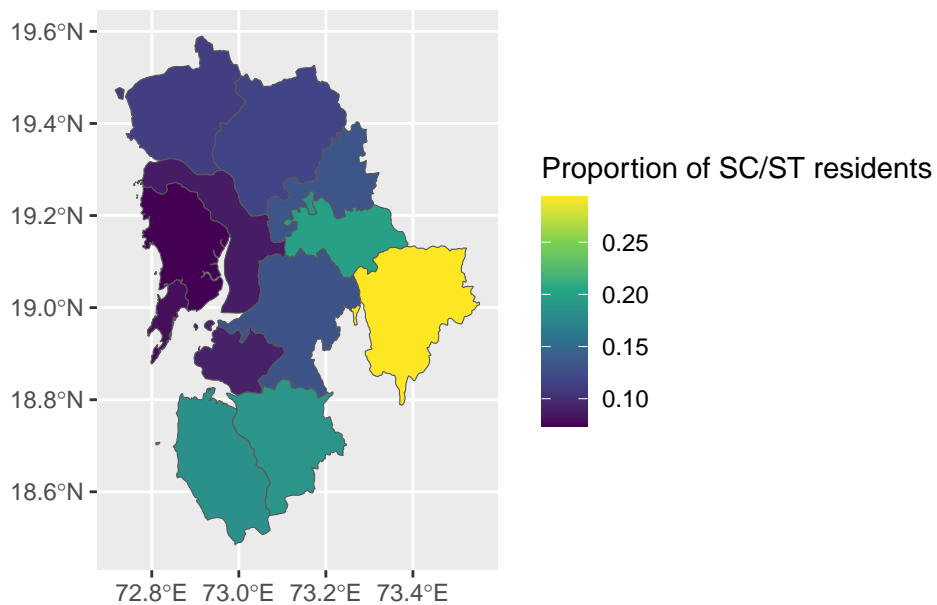 19.6°N
19.4°N
19.2°N
19.0°N
18.8°N
18.6°N
72.8°E 73.0°E 73.2°E 73.4°E
Proportion of SC/ST residents
0.25
0.20
0.15
0.10